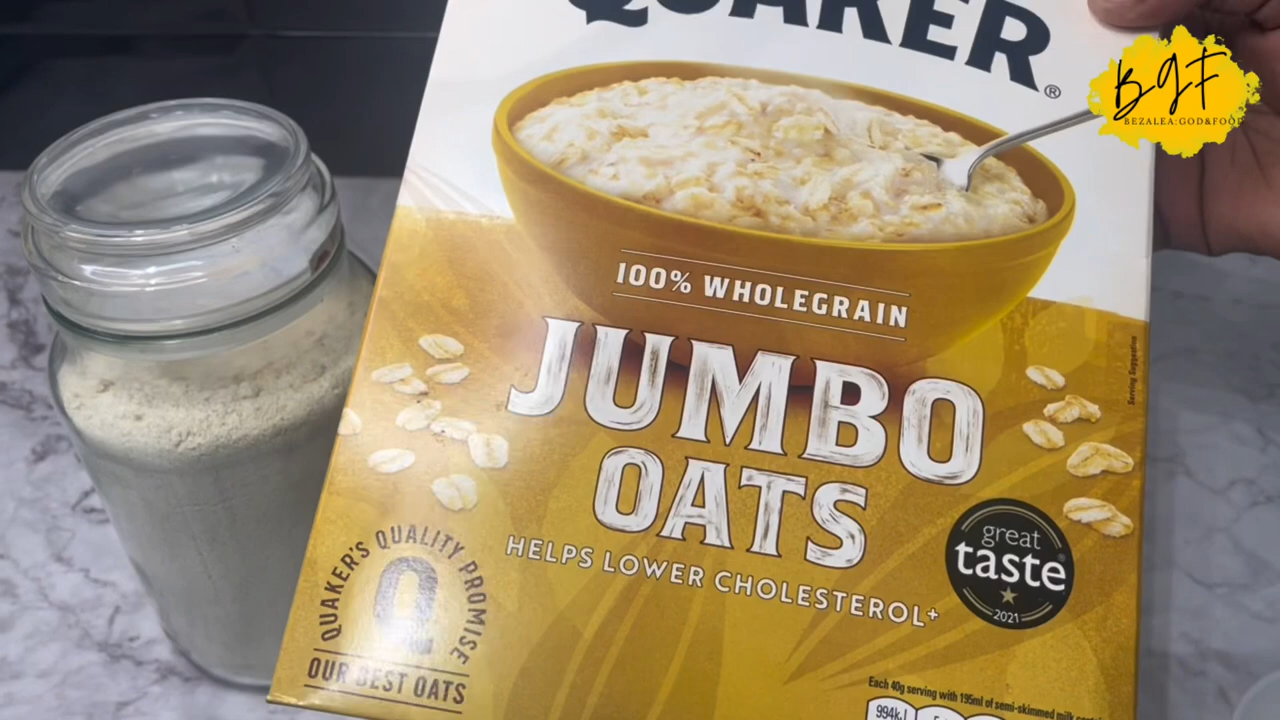 QUAKER®
BgF
BEZALEA:GOD&FOOD
100% WHOLEGRAIN
Serving Suggestion
JUMBO
OATS
HELPS LOWER CHOLESTEROL+
great
taste
2021
QUAKER'S QUALITY PROMISE
Q
OUR BEST OATS
Each 40g serving with 195ml of semi-skimmed milk
994kJ